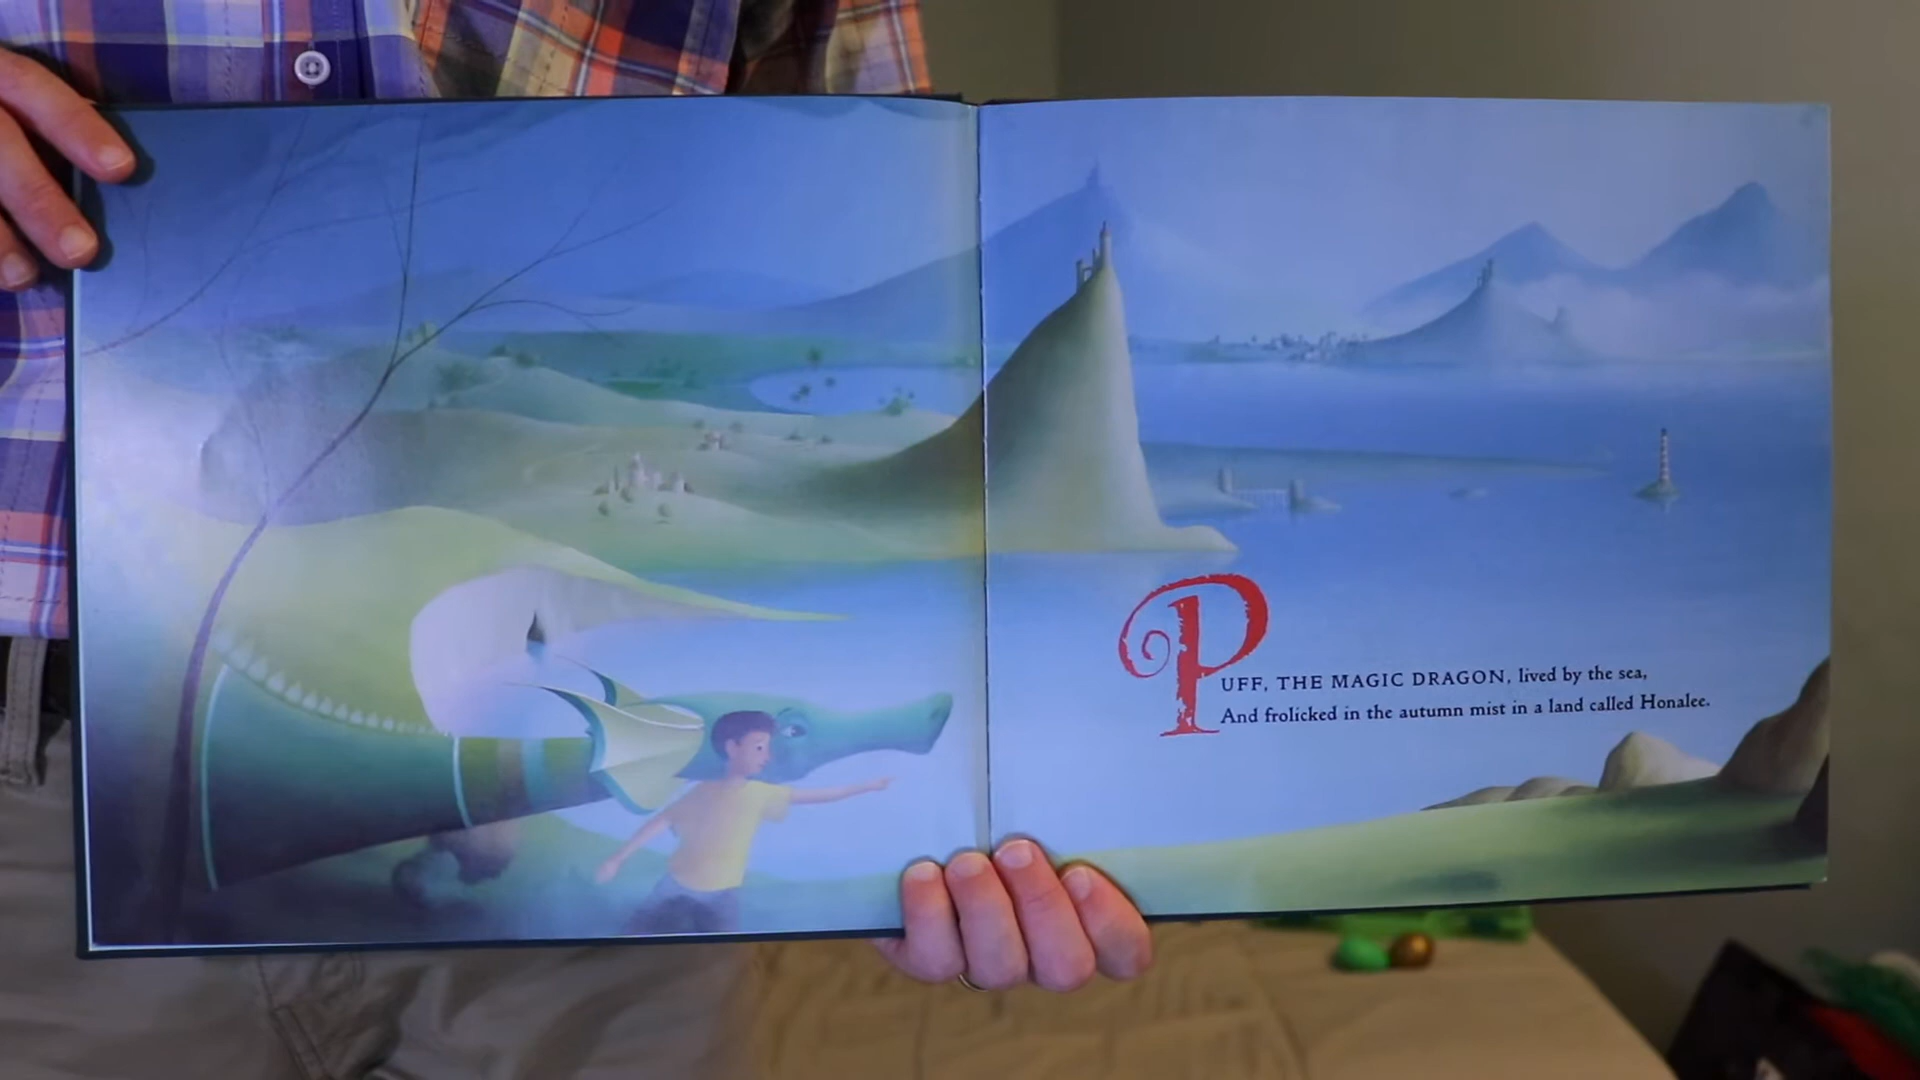 PUFF, THE MAGIC DRAGON, lived by the sea,
And frolicked in the autumn mist in a land called Honalee.